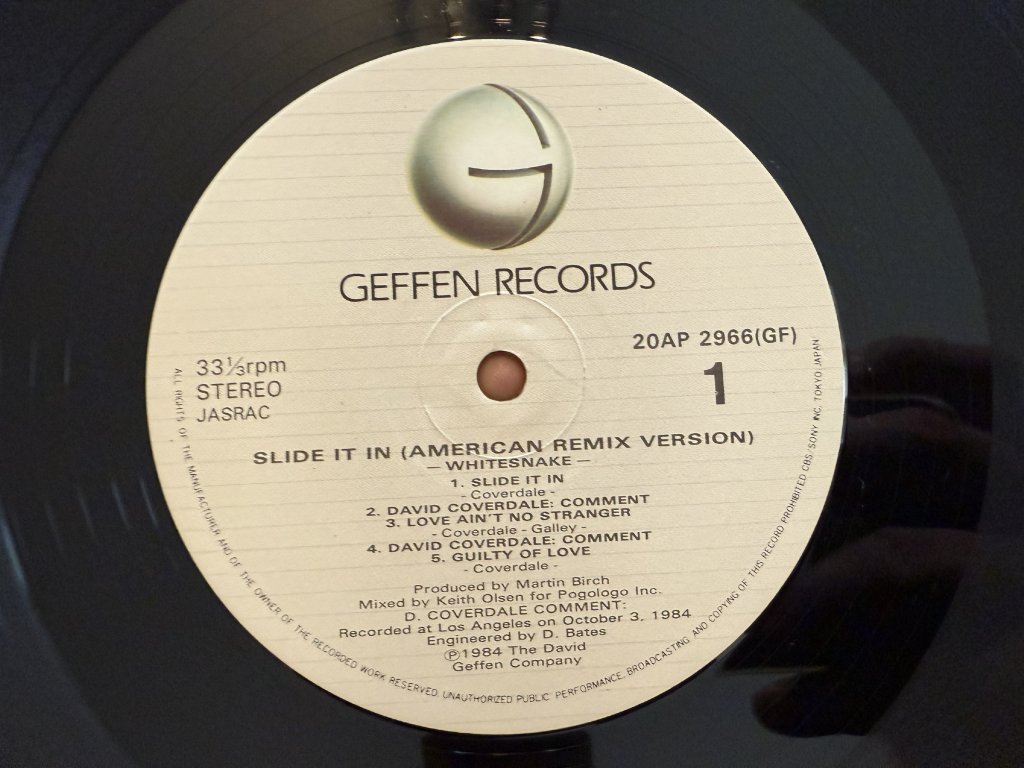 GEFFEN RECORDS
33⅓rpm
STEREO
JASRAC
20AP 2966(GF)
1
SLIDE IT IN (AMERICAN REMIX VERSION)
— WHITESNAKE —
1. SLIDE IT IN
- Coverdale -
2. DAVID COVERDALE: COMMENT
3. LOVE AIN'T NO STRANGER
- Coverdale - Galley -
4. DAVID COVERDALE: COMMENT
5. GUILTY OF LOVE
- Coverdale -
Produced by Martin Birch
Mixed by Keith Olsen for Pogologo Inc.
D. COVERDALE COMMENT:
Recorded at Los Angeles on October 3, 1984
Engineered by D. Bates
Ⓟ1984 The David
Geffen Company
ALL RIGHTS OF THE MANUFACTURER AND OF THE OWNER OF THE RECORDED WORK RESERVED. UNAUTHORIZED PUBLIC PERFORMANCE, BROADCASTING AND COPYING OF THIS RECORD PROHIBITED CBS/SONY INC. TOKYO JAPAN